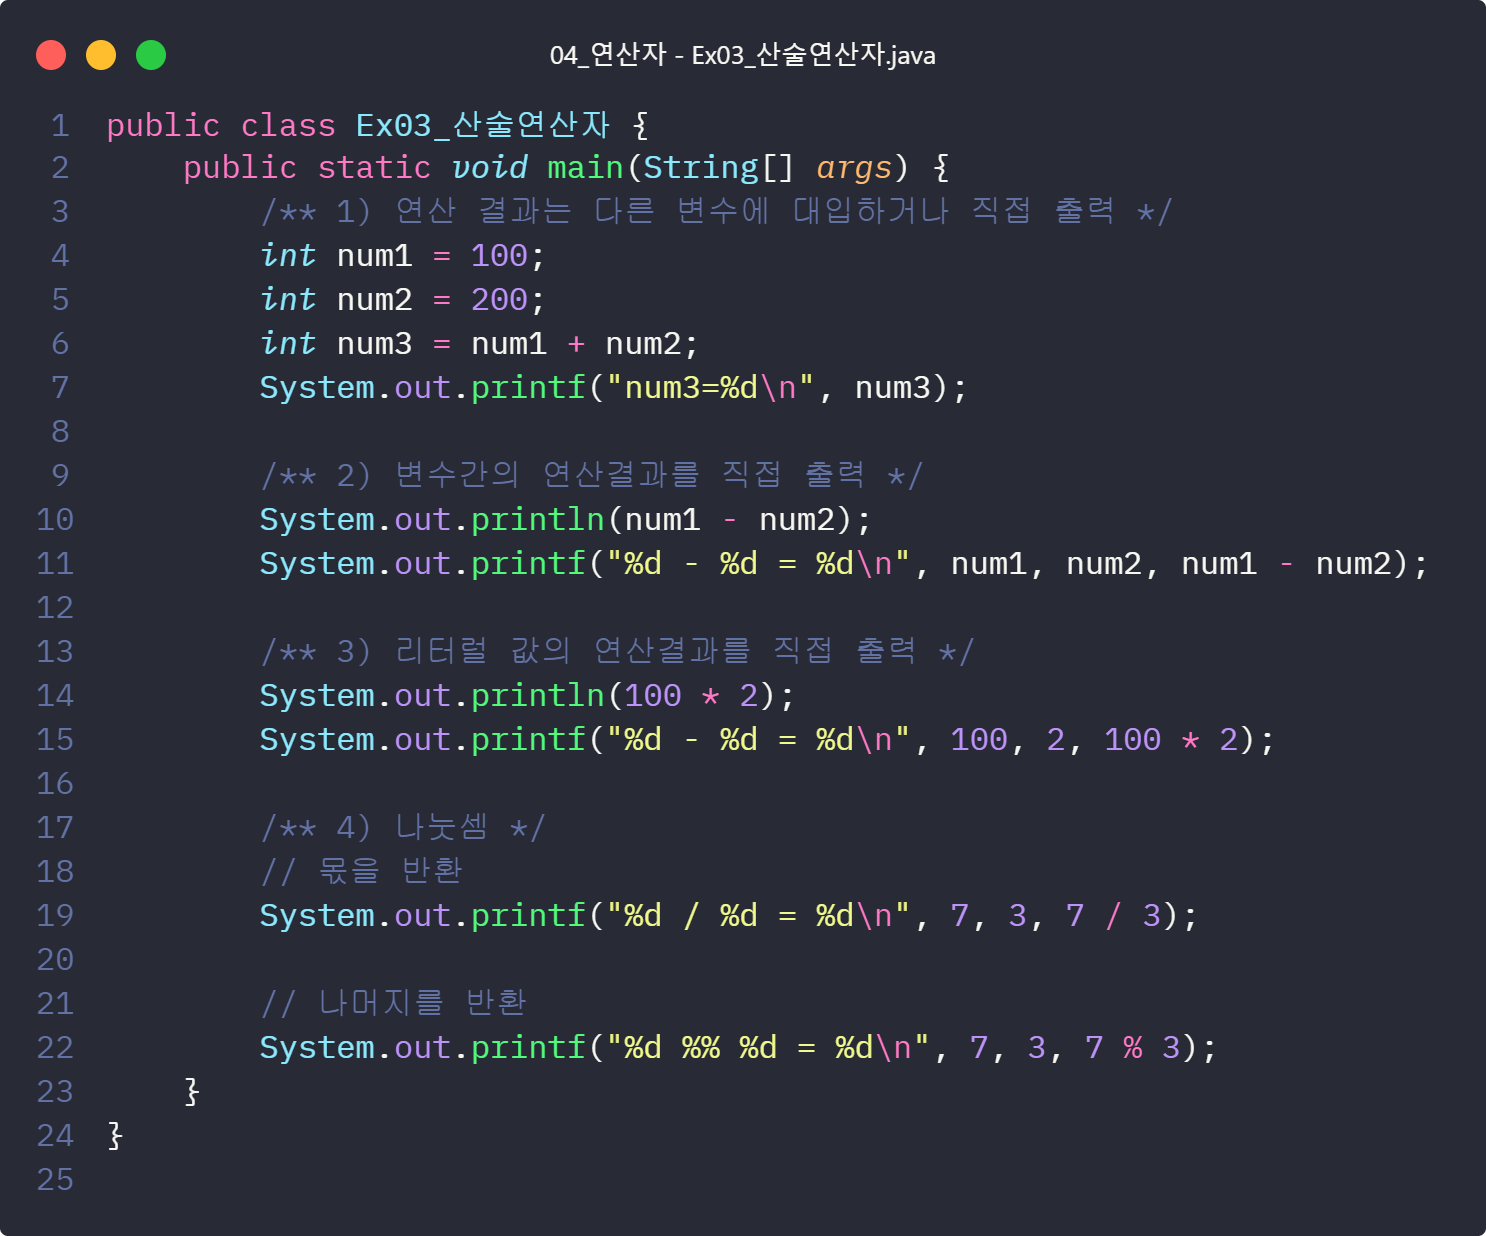 04_연산자 - Ex03_산술연산자.java
1 public class Ex03_산술연산자 {
2     public static void main(String[] args) {
3         /** 1) 연산 결과는 다른 변수에 대입하거나 직접 출력 */
4         int num1 = 100;
5         int num2 = 200;
6         int num3 = num1 + num2;
7         System.out.printf("num3=%d\n", num3);
8
9         /** 2) 변수간의 연산결과를 직접 출력 */
10         System.out.println(num1 - num2);
11         System.out.printf("%d - %d = %d\n", num1, num2, num1 - num2);
12
13         /** 3) 리터럴 값의 연산결과를 직접 출력 */
14         System.out.println(100 * 2);
15         System.out.printf("%d - %d = %d\n", 100, 2, 100 * 2);
16
17         /** 4) 나눗셈 */
18         // 몫을 반환
19         System.out.printf("%d / %d = %d\n", 7, 3, 7 / 3);
20
21         // 나머지를 반환
22         System.out.printf("%d %% %d = %d\n", 7, 3, 7 % 3);
23     }
24 }
25